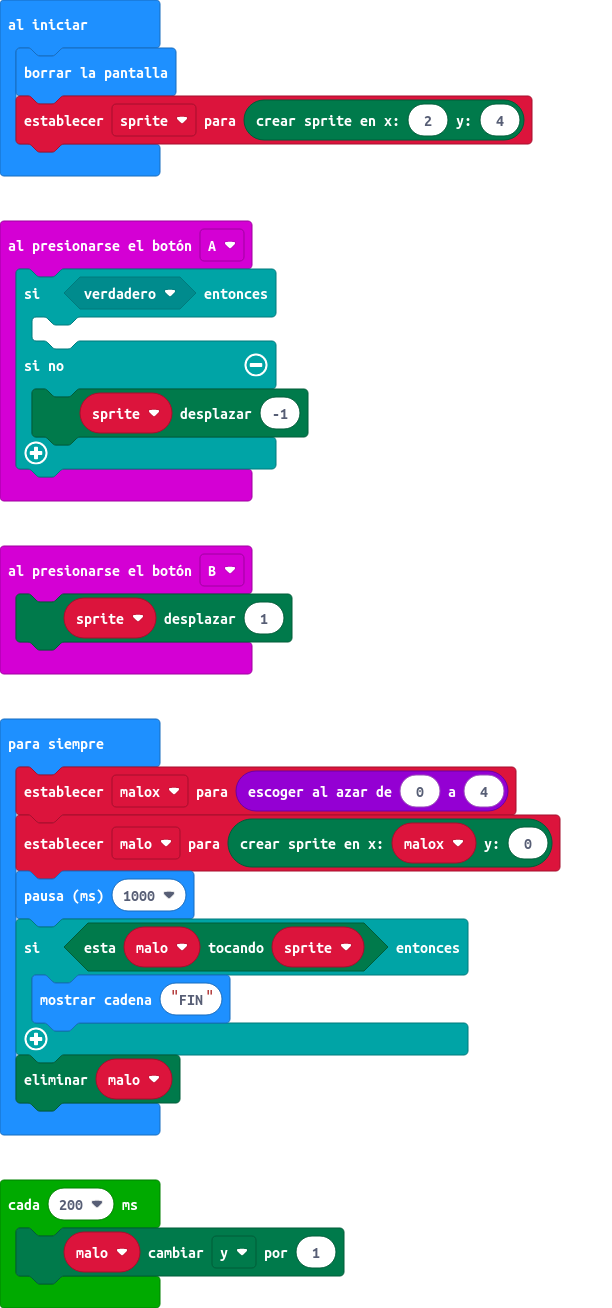 al iniciar
borrar la pantalla
establecer sprite para crear sprite en x: 2 y: 4
al presionarse el botón A
si verdadero entonces
si no
sprite desplazar -1
al presionarse el botón B
sprite desplazar 1
para siempre
establecer malox para escoger al azar de 0 a 4
establecer malo para crear sprite en x: malox y: 0
pausa (ms) 1000
si esta malo tocando sprite entonces
mostrar cadena "FIN"
eliminar malo
cada 200 ms
malo cambiar y por 1